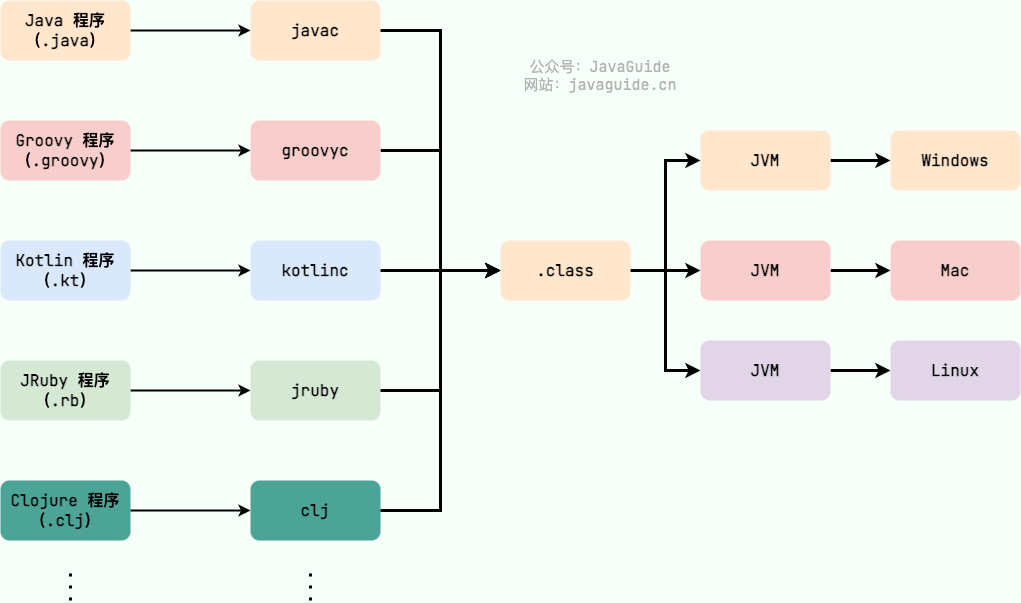 Java 程序
(.java)
javac
公众号：JavaGuide
网站：javaguide.cn
Groovy 程序
(.groovy)
groovyc
JVM
Windows
Kotlin 程序
(.kt)
kotlinc
.class
JVM
Mac
JRuby 程序
(.rb)
jruby
JVM
Linux
Clojure 程序
(.clj)
clj